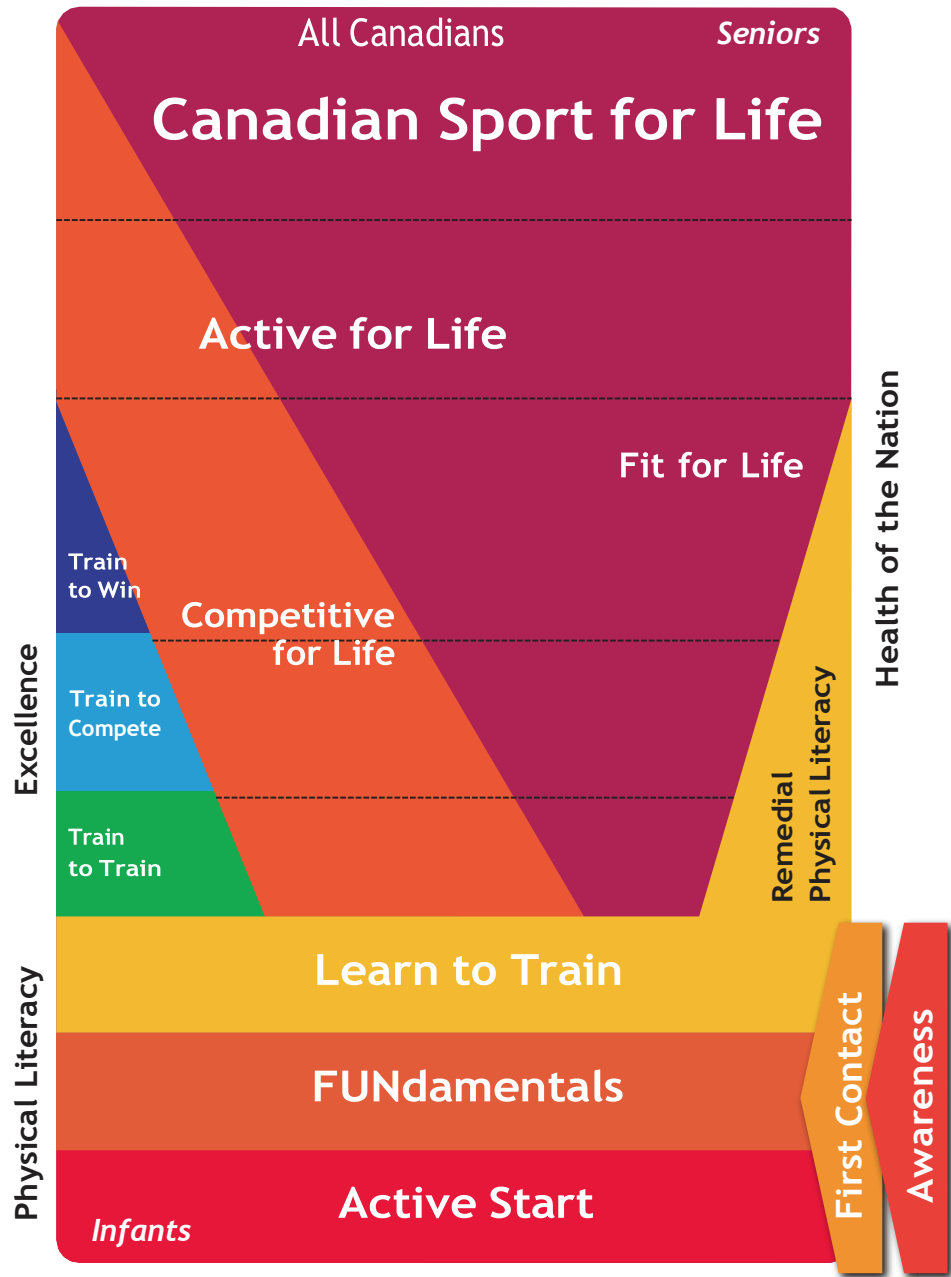 All Canadians
Seniors
Canadian Sport for Life
Active for Life
Fit for Life
Health of the Nation
Train
to Win
Competitive
for Life
Excellence
Train to
Compete
Remedial
Physical Literacy
Train
to Train
Physical Literacy
Learn to Train
FUNdamentals
First Contact
Awareness
Active Start
Infants